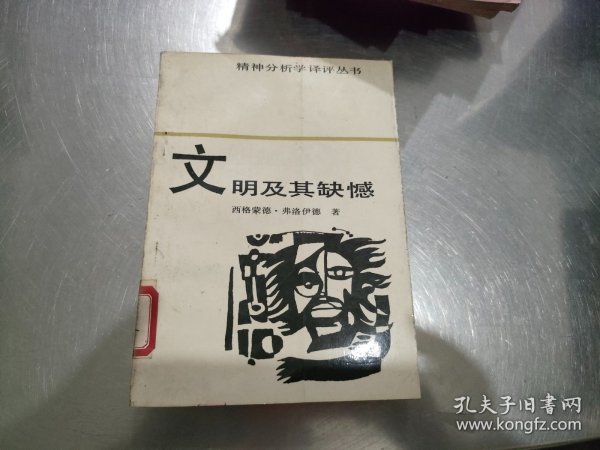 精神分析学译评丛书
文明及其缺憾
西格蒙德·弗洛伊德 著
孔夫子旧书网
www.kongfz.com